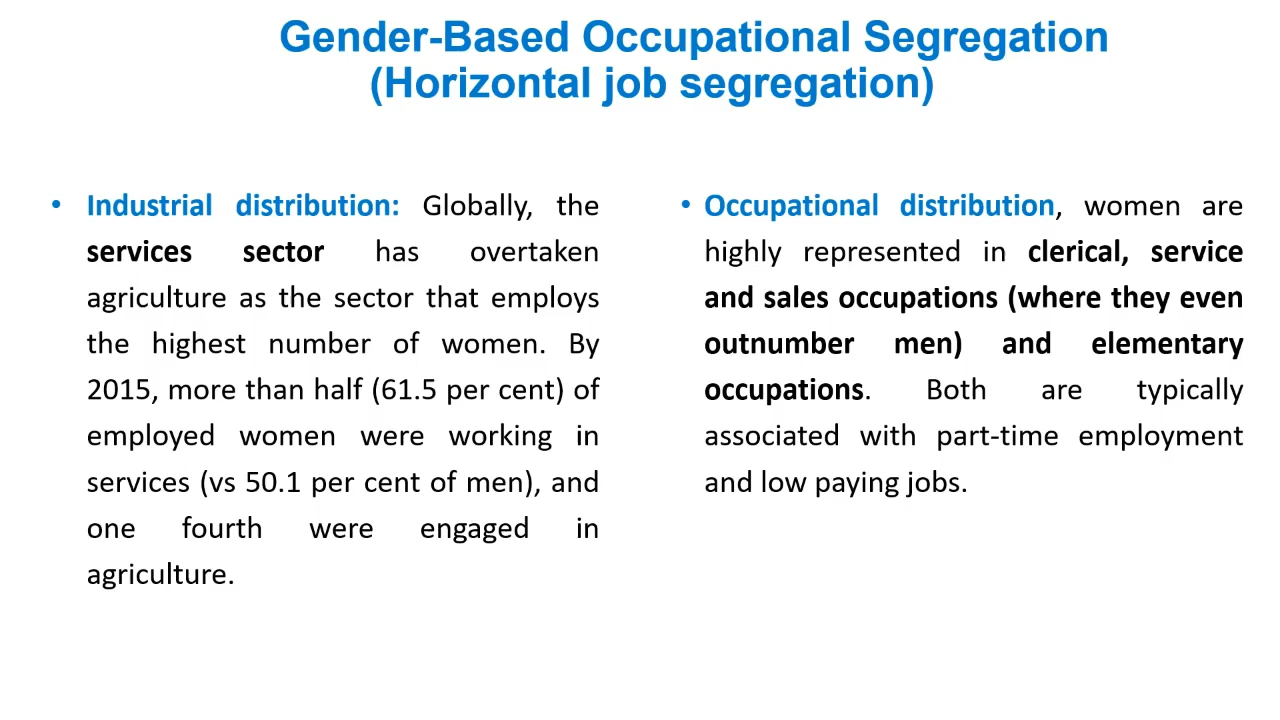 Gender-Based Occupational Segregation
(Horizontal job segregation)
• Industrial distribution: Globally, the
services sector has overtaken
agriculture as the sector that employs
the highest number of women. By
2015, more than half (61.5 per cent) of
employed women were working in
services (vs 50.1 per cent of men), and
one fourth were engaged in
agriculture.
• Occupational distribution, women are
highly represented in clerical, service
and sales occupations (where they even
outnumber men) and elementary
occupations. Both are typically
associated with part-time employment
and low paying jobs.